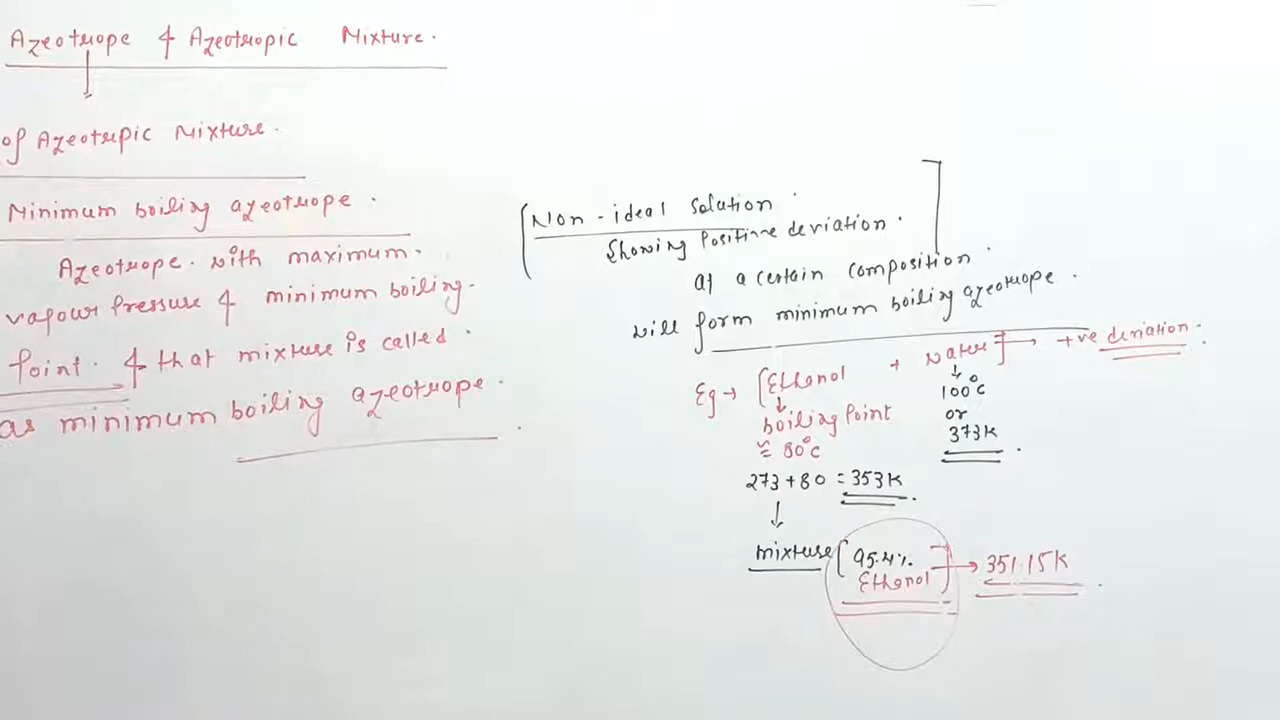 Azeotrope & Azeotropic Mixture.
of Azeotropic Mixture.
Minimum boiling azeotrope.
Azeotrope with maximum
vapour pressure & minimum boiling
point. & that mixture is called
as minimum boiling azeotrope.
Non-ideal solution
showing positive deviation.
at a certain composition
will form minimum boiling azeotrope.
Eg → [Ethanol + water] → +ve deviation.
↓ ↓
boiling point 100°C
≈ 80°C or
373K
273+80 = 353K
↓
mixture [95.4%
Ethanol] → 351.15K